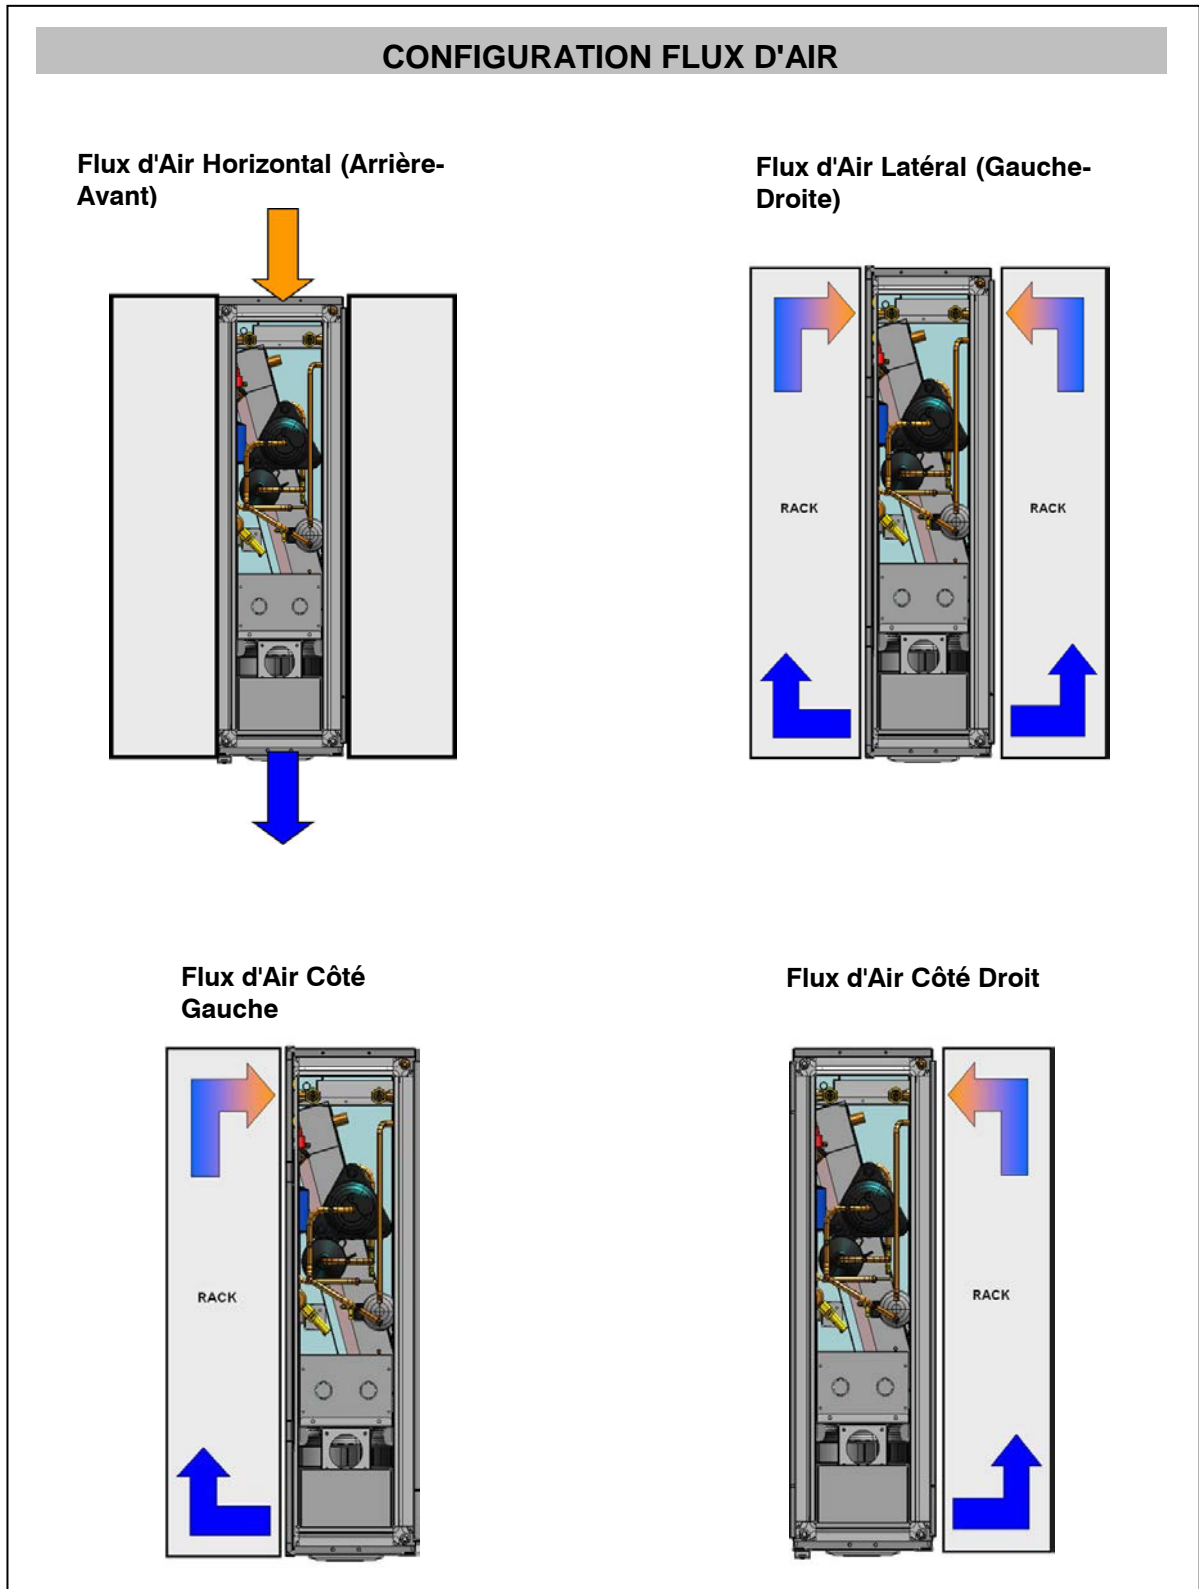 CONFIGURATION FLUX D'AIR
Flux d'Air Horizontal (Arrière-
Avant)
Flux d'Air Latéral (Gauche-
Droite)
RACK
RACK
Flux d'Air Côté
Gauche
Flux d'Air Côté Droit
RACK
RACK